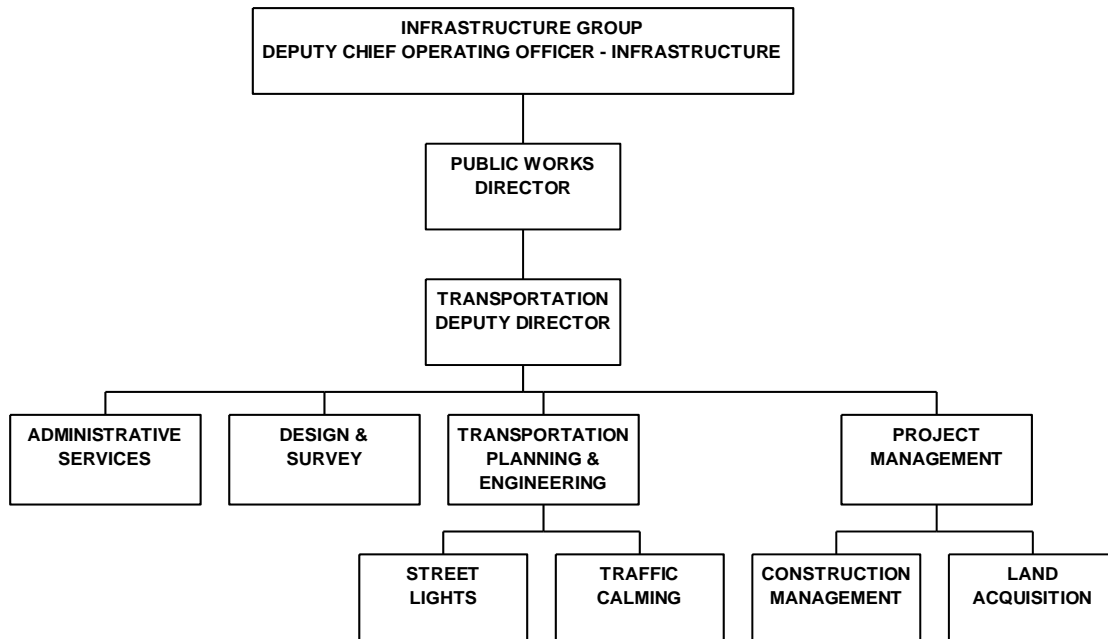 INFRASTRUCTURE GROUP
DEPUTY CHIEF OPERATING OFFICER - INFRASTRUCTURE
PUBLIC WORKS
DIRECTOR
TRANSPORTATION
DEPUTY DIRECTOR
ADMINISTRATIVE
SERVICES
DESIGN &
SURVEY
TRANSPORTATION
PLANNING &
ENGINEERING
PROJECT
MANAGEMENT
STREET
LIGHTS
TRAFFIC
CALMING
CONSTRUCTION
MANAGEMENT
LAND
ACQUISITION